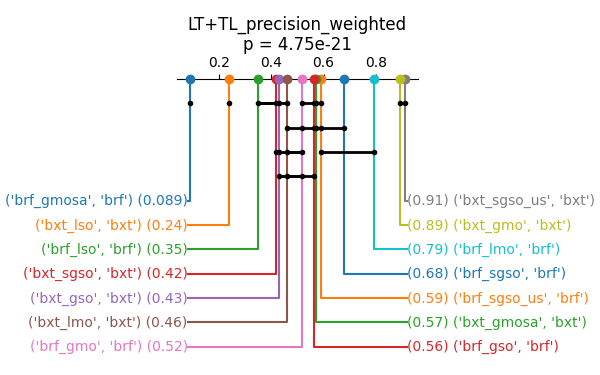 LT+TL_precision_weighted
p = 4.75e-21
0.2 0.4 0.6 0.8
('brf_gmosa', 'brf') (0.089) (0.91) ('bxt_sgso_us', 'bxt')
('bxt_lso', 'bxt') (0.24) (0.89) ('bxt_gmo', 'bxt')
('brf_lso', 'brf') (0.35) (0.79) ('brf_lmo', 'brf')
('bxt_sgso', 'bxt') (0.42) (0.68) ('brf_sgso', 'brf')
('bxt_gso', 'bxt') (0.43) (0.59) ('brf_sgso_us', 'brf')
('bxt_lmo', 'bxt') (0.46) (0.57) ('bxt_gmosa', 'bxt')
('brf_gmo', 'brf') (0.52) (0.56) ('brf_gso', 'brf')